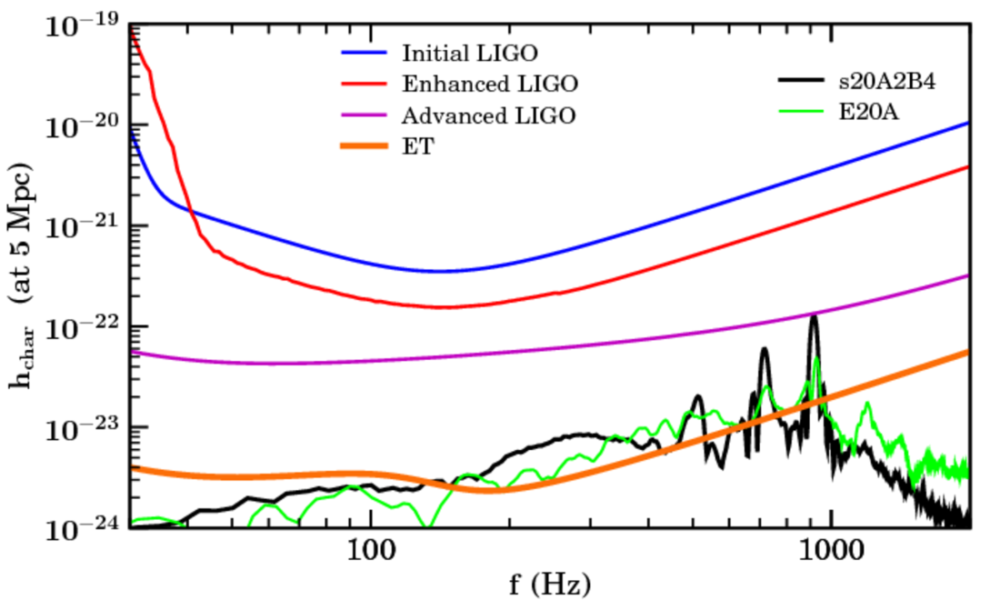 10−19
10−20
10−21
10−22
10−23
10−24
hchar (at 5 Mpc)
Initial LIGO
Enhanced LIGO
Advanced LIGO
ET
s20A2B4
E20A
100
1000
f (Hz)